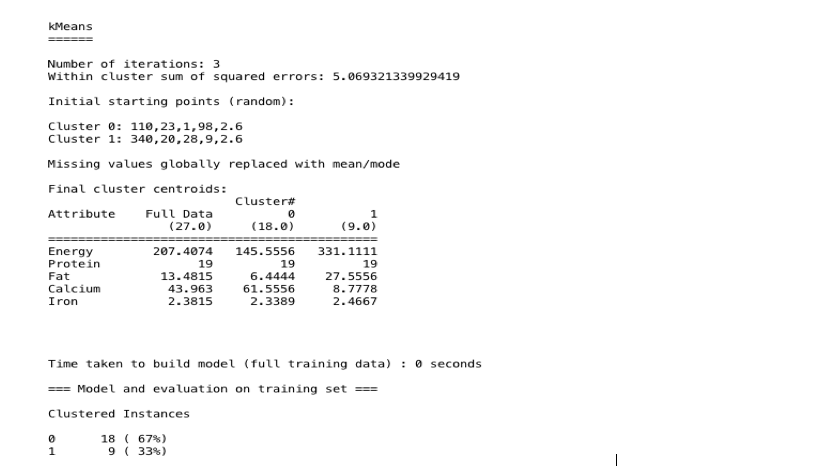 kMeans
======
Number of iterations: 3
Within cluster sum of squared errors: 5.069321339929419
Initial starting points (random):
Cluster 0: 110,23,1,98,2.6
Cluster 1: 340,20,28,9,2.6
Missing values globally replaced with mean/mode
Final cluster centroids:
                         Cluster#
Attribute    Full Data          0          1
                (27.0)     (18.0)      (9.0)
============================================
Energy        207.4074   145.5556   331.1111
Protein             19         19         19
Fat            13.4815     6.4444    27.5556
Calcium         43.963    61.5556     8.7778
Iron            2.3815     2.3389     2.4667
Time taken to build model (full training data) : 0 seconds
=== Model and evaluation on training set ===
Clustered Instances
0       18 ( 67%)
1        9 ( 33%)